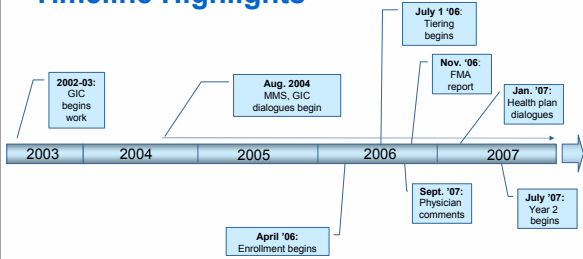 Timeline Highlights
July 1 ‘06:
Tiering
begins
Nov. ‘06:
FMA
report
2002-03:
GIC
begins
work
Aug. 2004
MMS, GIC
dialogues begin
Jan. ’07:
Health plan
dialogues
2003
2004
2005
2006
2007
Sept. ’07:
Physician
comments
July ’07:
Year 2
begins
April ’06:
Enrollment begins